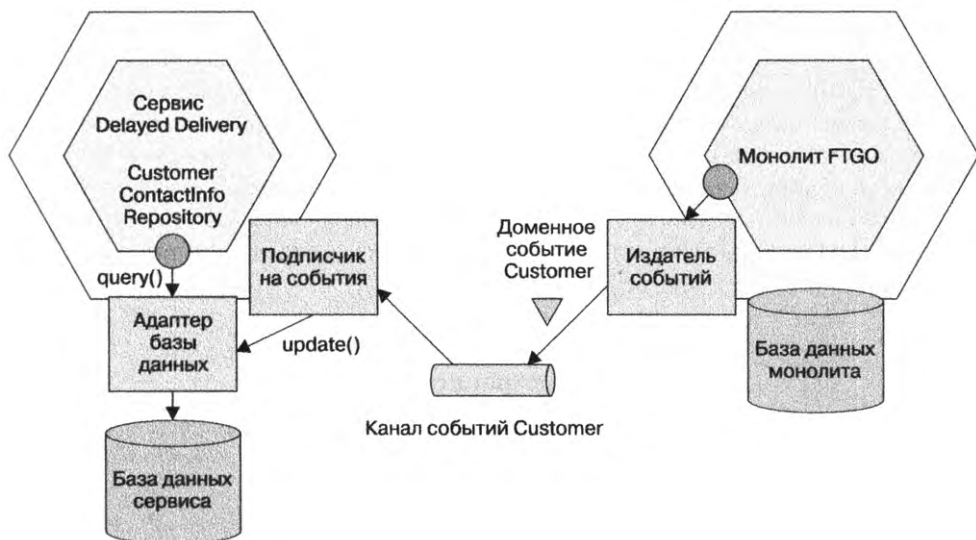 Сервис
Delayed Delivery
Customer
ContactInfo
Repository
query()
Подписчик
на события
Адаптер
базы
данных
update()
База данных
сервиса
Доменное
событие
Customer
Канал событий Customer
Монолит FTGO
Издатель
событий
База данных
монолита